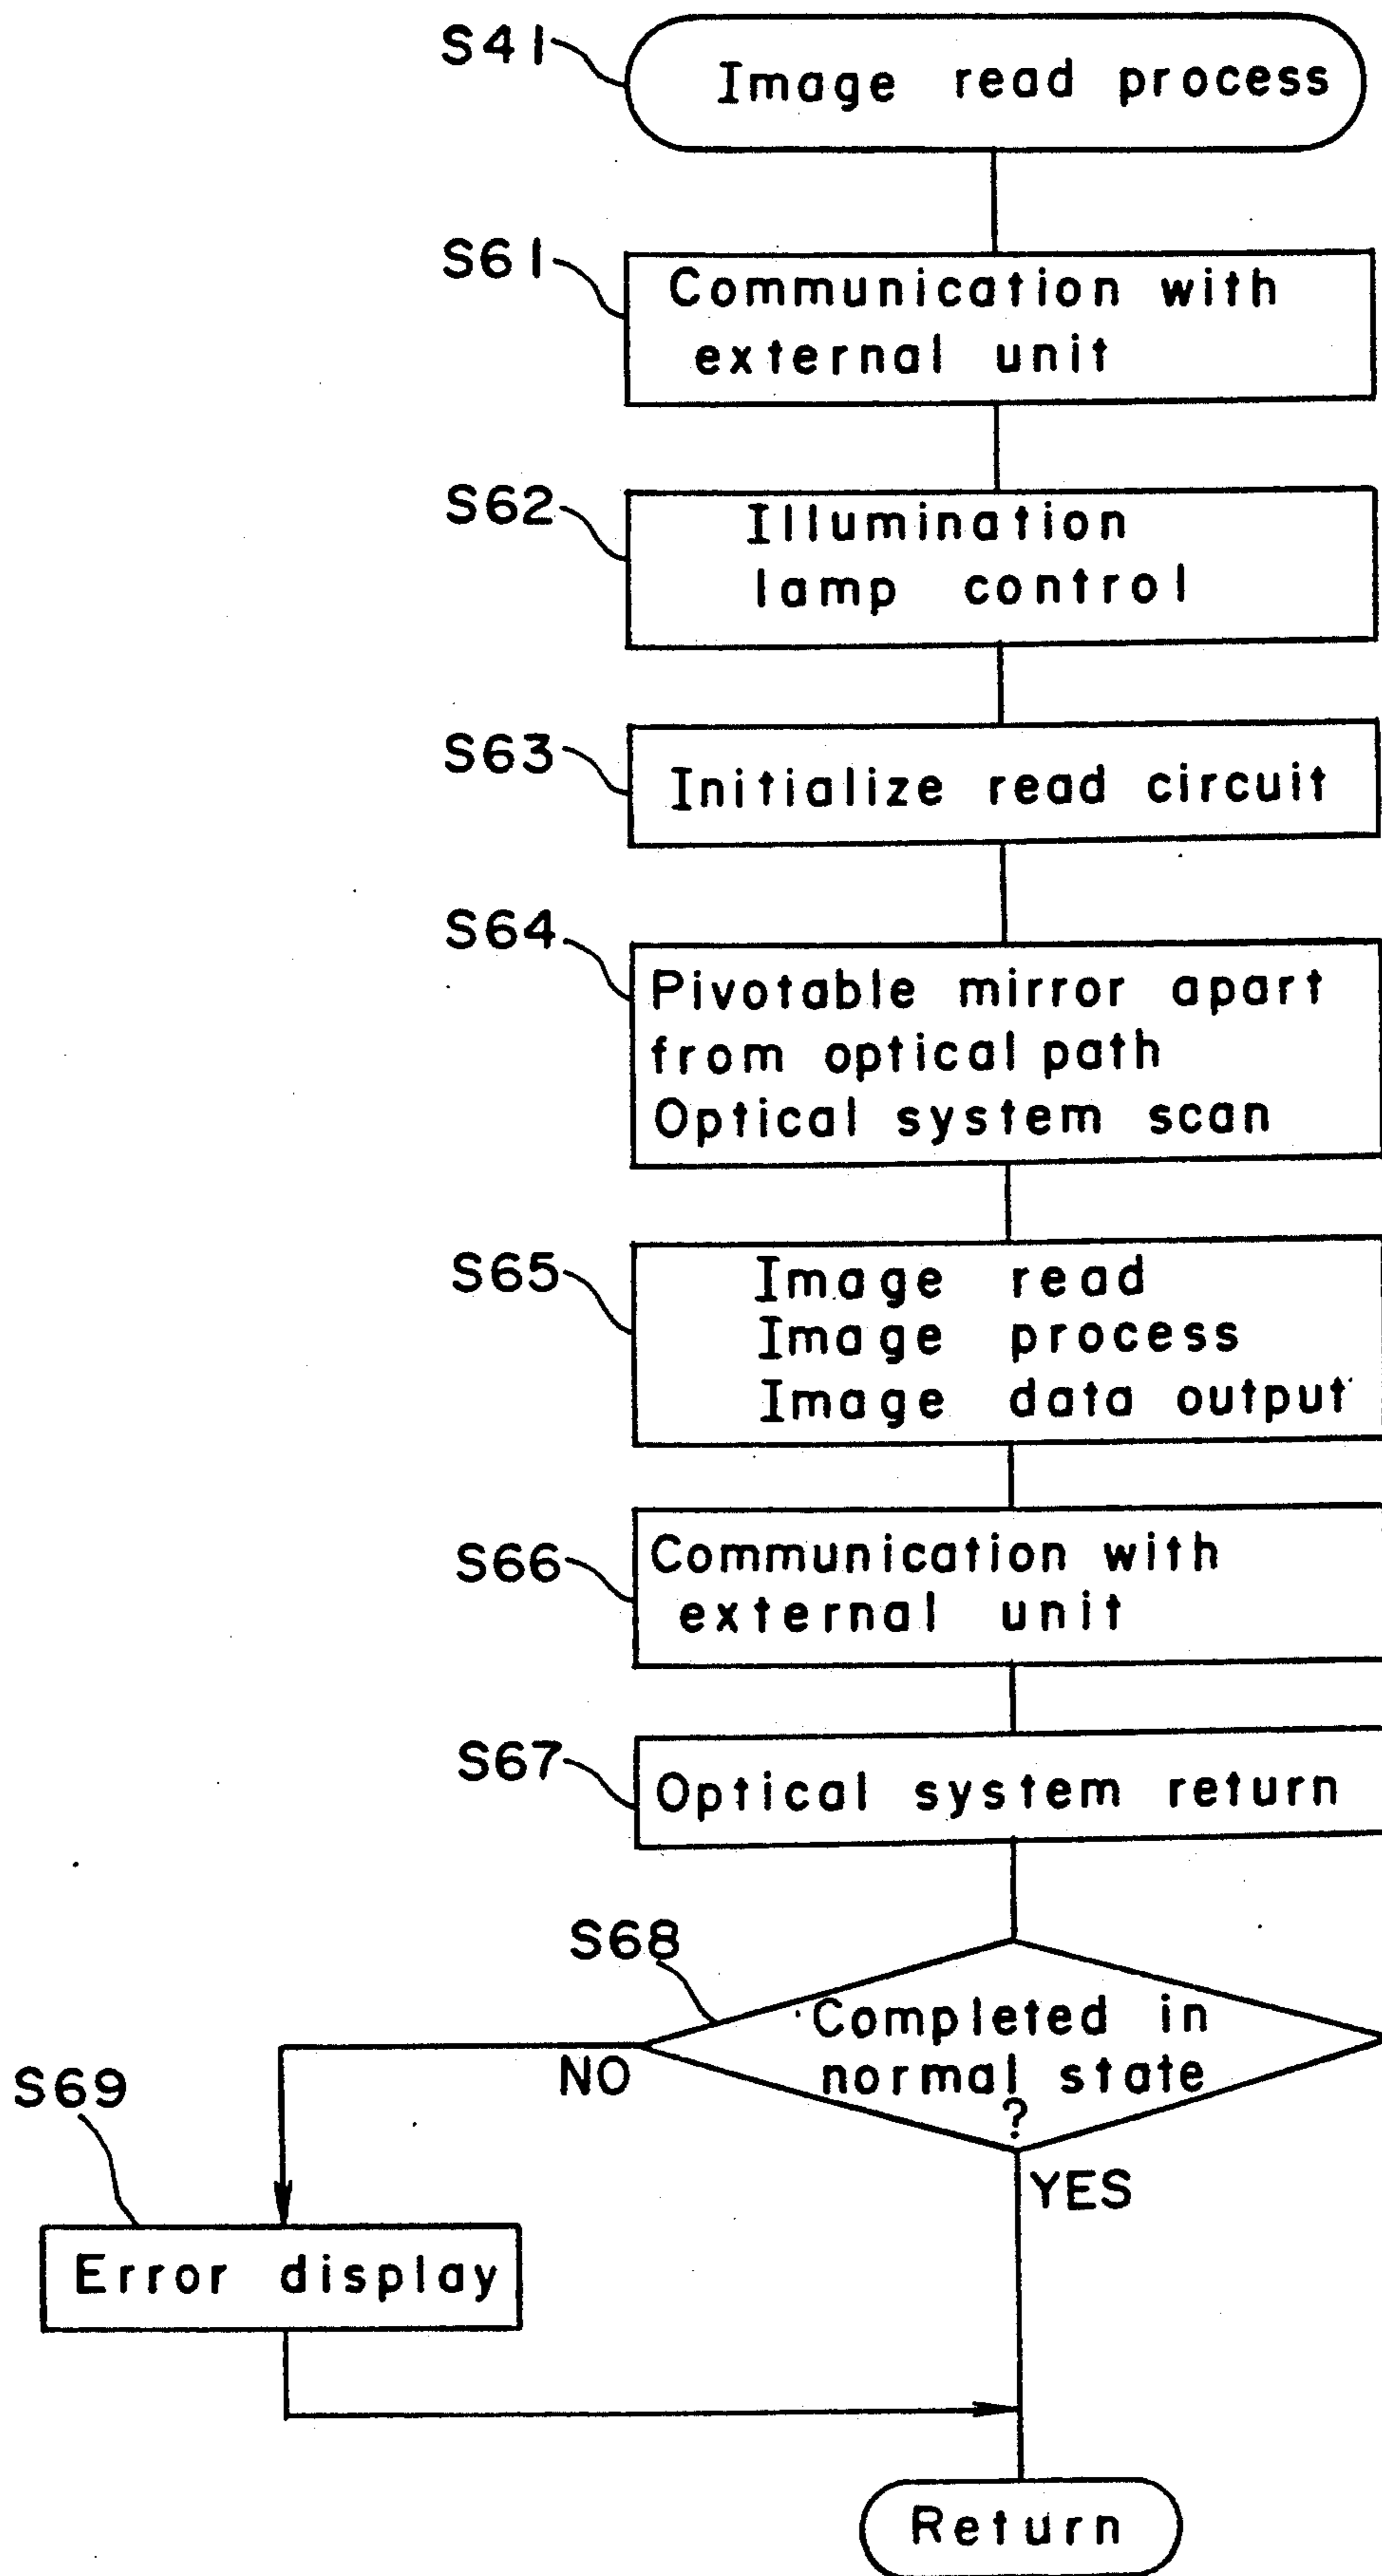 S41
Image read process
S61
Communication with
external unit
S62
Illumination
lamp control
S63
Initialize read circuit
S64
Pivotable mirror apart
from optical path
Optical system scan
S65
Image read
Image process
Image data output
S66
Communication with
external unit
S67
Optical system return
S68
Completed in
normal state
?
NO
YES
S69
Error display
Return